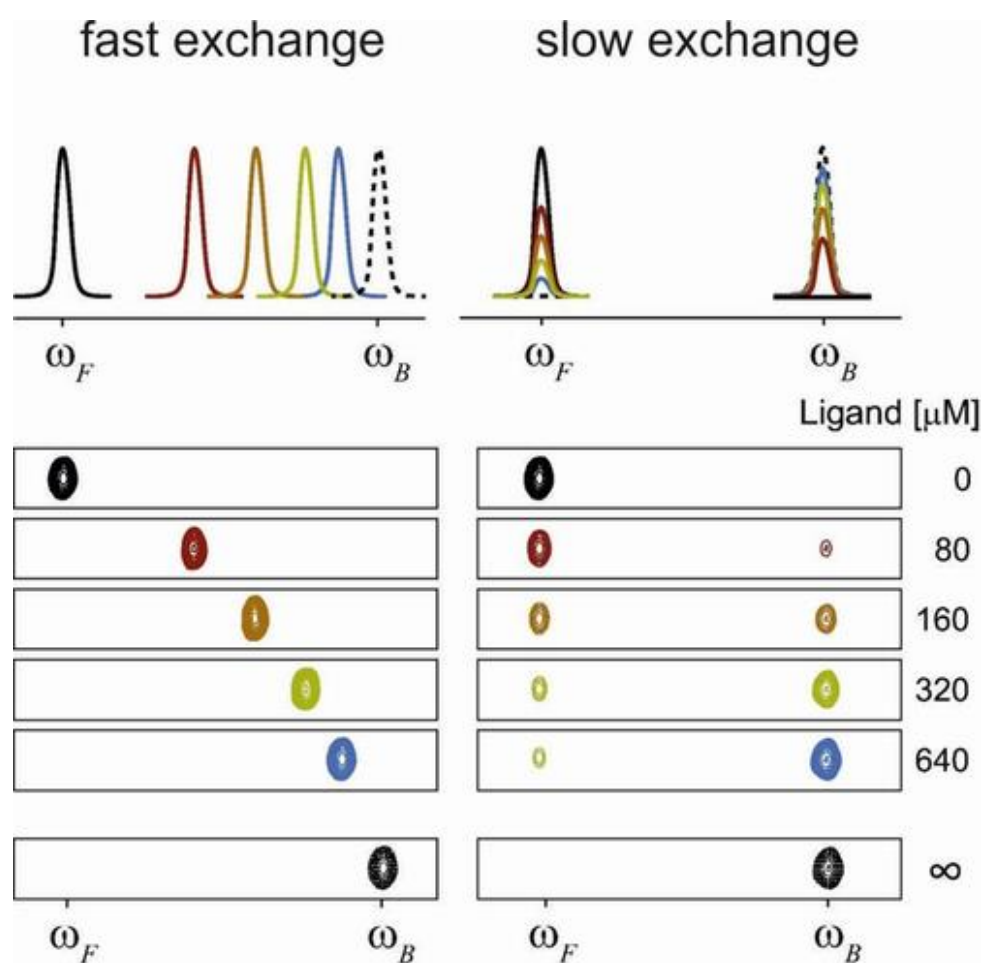 fast exchange slow exchange
ωF ωB ωF ωB
Ligand [μM]
0
80
160
320
640
∞
ωF ωB ωF ωB